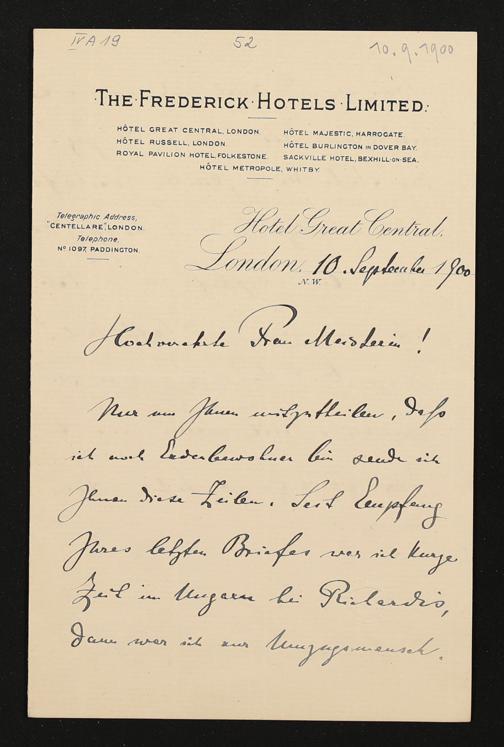 IV A 19 52 10.9.1900
THE FREDERICK HOTELS LIMITED.
HÔTEL GREAT CENTRAL, LONDON. HÔTEL MAJESTIC, HARROGATE.
HÔTEL RUSSELL, LONDON. HÔTEL BURLINGTON IN DOVER BAY.
ROYAL PAVILION HOTEL, FOLKESTONE. SACKVILLE HOTEL, BEXHILL-ON-SEA.
HÔTEL METROPOLE, WHITBY.
Telegraphic Address,
"CENTELLARE", LONDON.
Telephone,
Nº 1097, PADDINGTON.
Hotel Great Central.
London, 10. September 1900
N.W.
Hochverehrte Frau Meisterin!
Nur um Ihnen mitzutheilen, daß
ich noch Erdenbewohner bin sende ich
Ihnen diese Zeilen. Seit Empfang
Ihres letzten Briefes war ich kurze
Zeit in Ungarn bei
dann war ich nur Umzugsmensch.